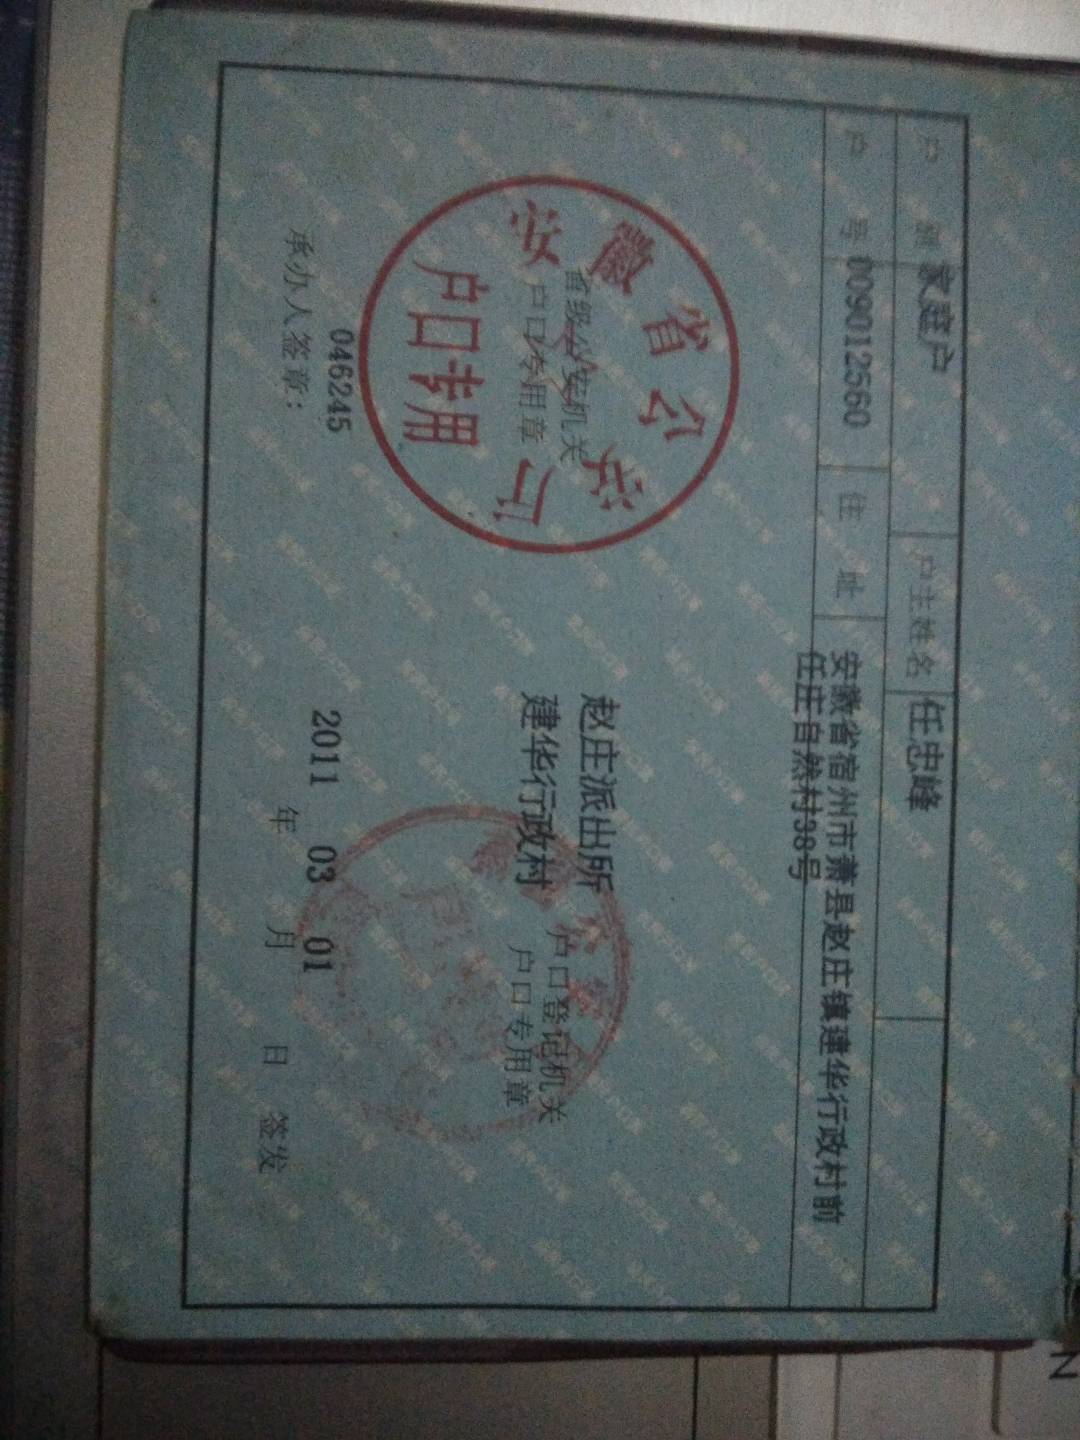 户 别 家庭户 户主姓名 任忠峰
户 号 009012560 住 址 安徽省宿州市萧县赵庄镇建华行政村前
任庄自然村38号
安徽省公安厅
户口专用
省级公安机关
户口专用章
赵庄派出所
建华行政村
户口登记机关
户口专用章
046245
承办人签章：
2011 年 03 月 01 日 签发
N